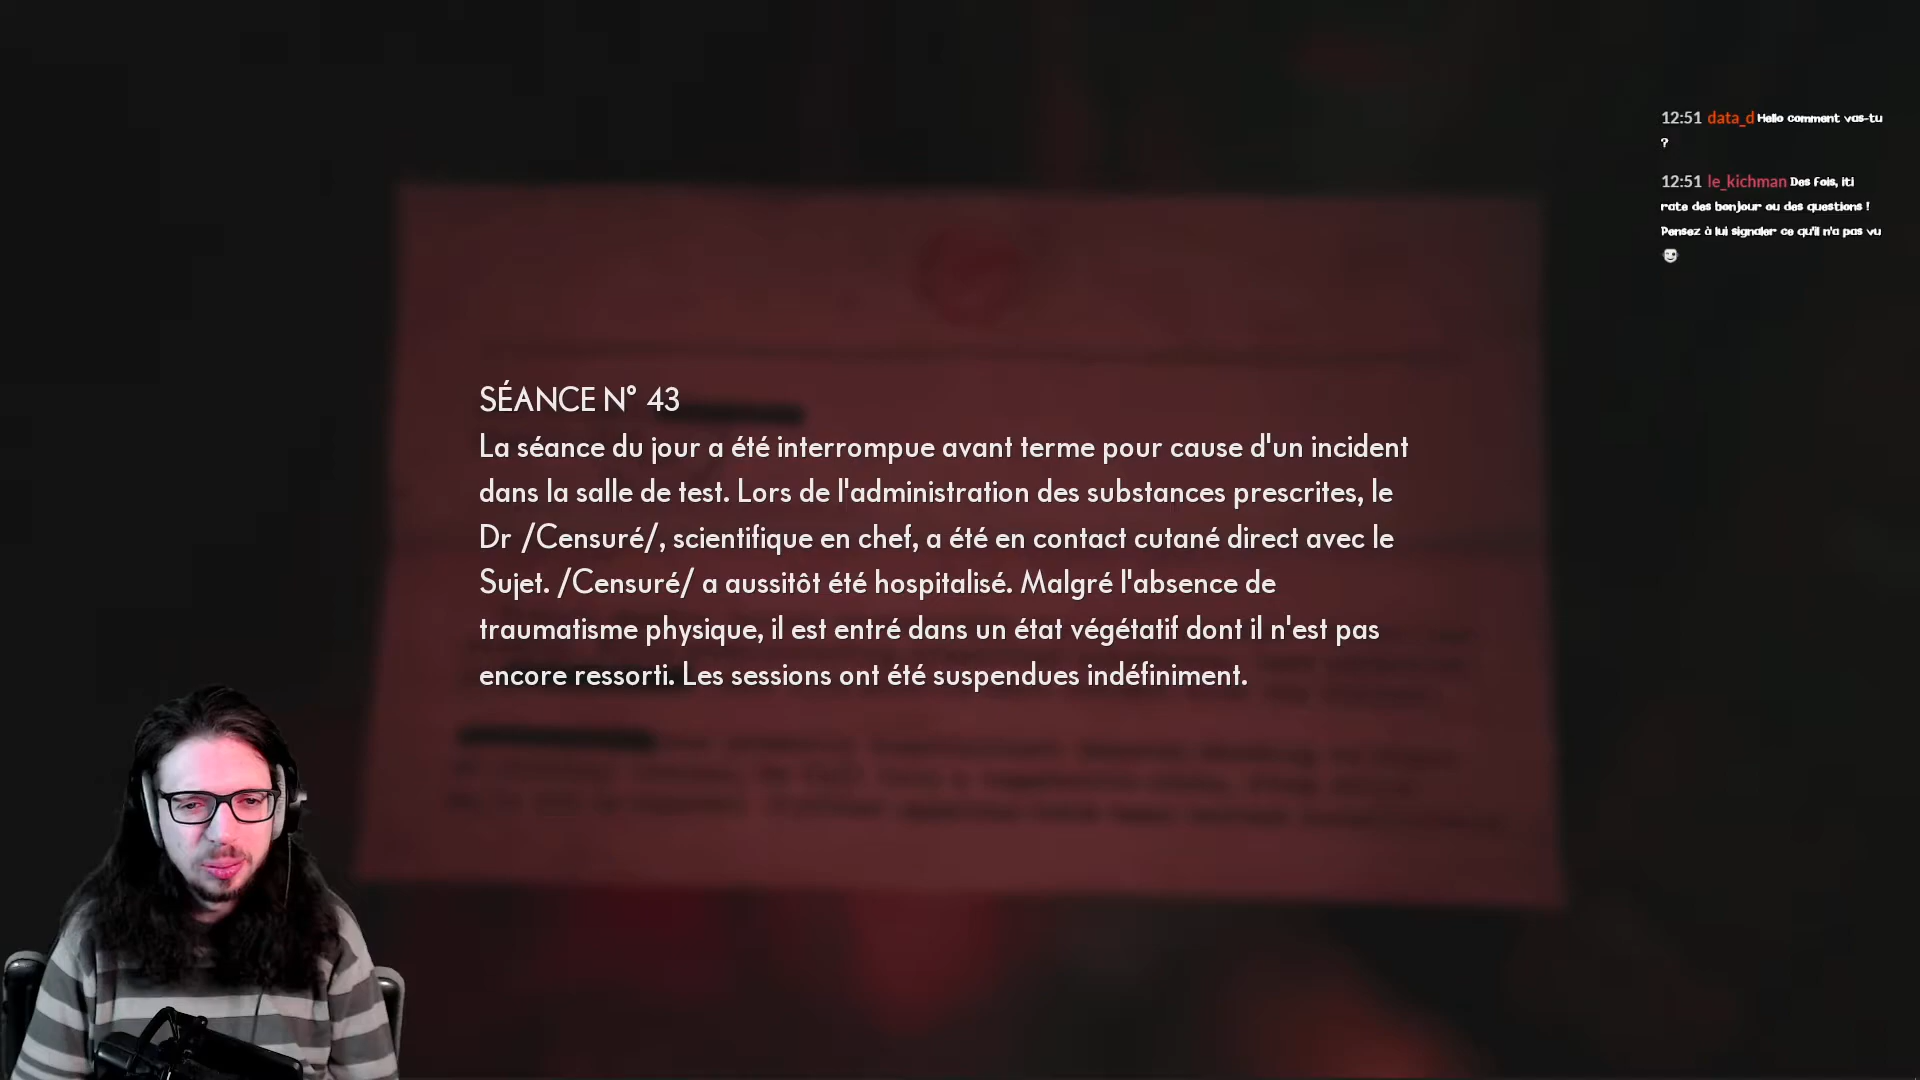 SÉANCE N° 43
La séance du jour a été interrompue avant terme pour cause d'un incident
dans la salle de test. Lors de l'administration des substances prescrites, le
Dr /Censuré/, scientifique en chef, a été en contact cutané direct avec le
Sujet. /Censuré/ a aussitôt été hospitalisé. Malgré l'absence de
traumatisme physique, il est entré dans un état végétatif dont il n'est pas
encore ressorti. Les sessions ont été suspendues indéfiniment.
12:51 data_d Hello comment vas-tu
?
12:51 le_kichman Des fois, iti
rate des bonjour ou des questions !
Pensez à lui signaler ce qu'il n'a pas vu